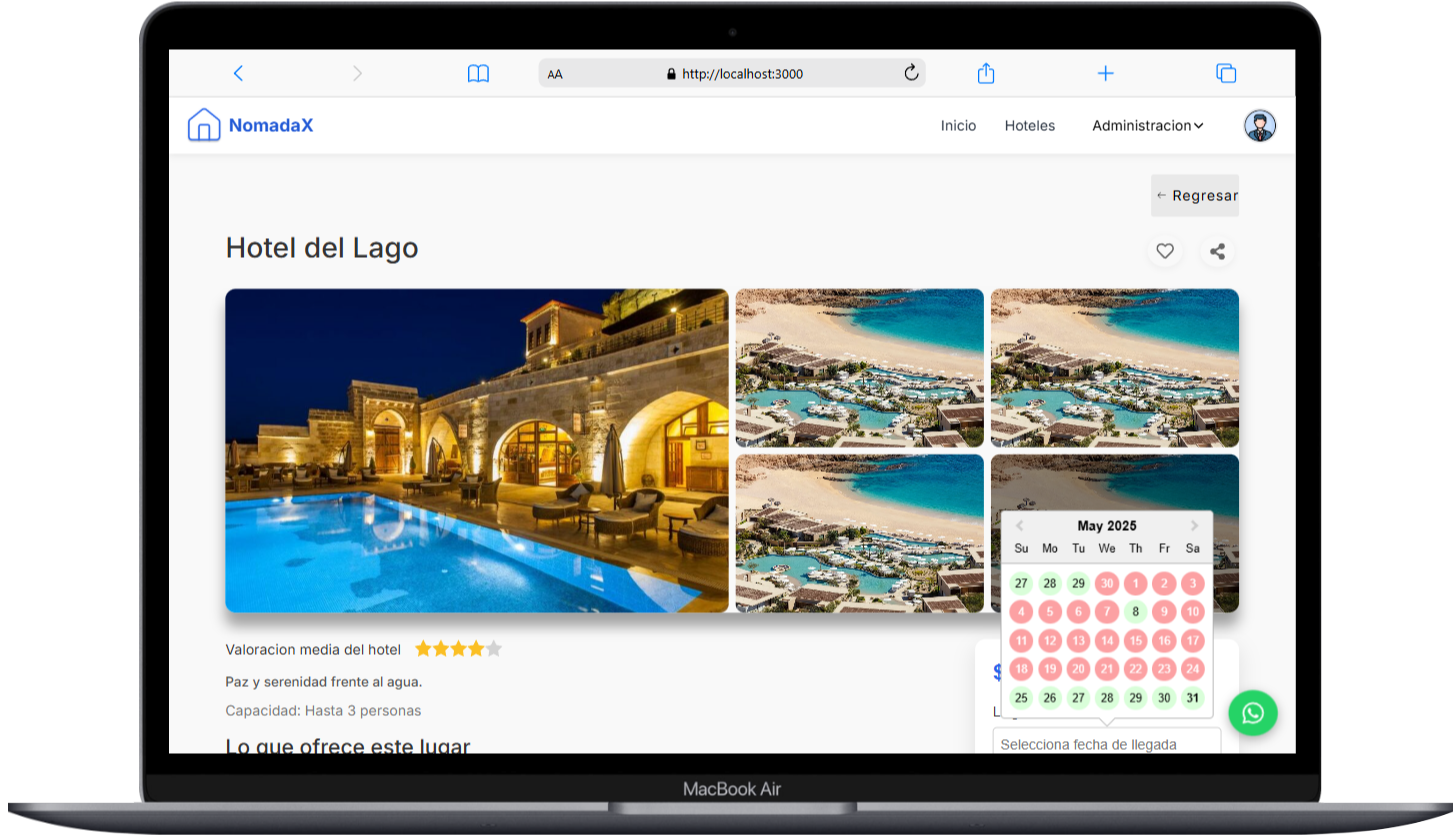 AA
http://localhost:3000
NomadaX
Inicio
Hoteles
Administracion
← Regresar
Hotel del Lago
May 2025
Su Mo Tu We Th Fr Sa
27 28 29 30 1 2 3
4 5 6 7 8 9 10
11 12 13 14 15 16 17
18 19 20 21 22 23 24
25 26 27 28 29 30 31
Valoracion media del hotel
Paz y serenidad frente al agua.
Capacidad: Hasta 3 personas
Lo que ofrece este lugar
$
Selecciona fecha de llegada
MacBook Air